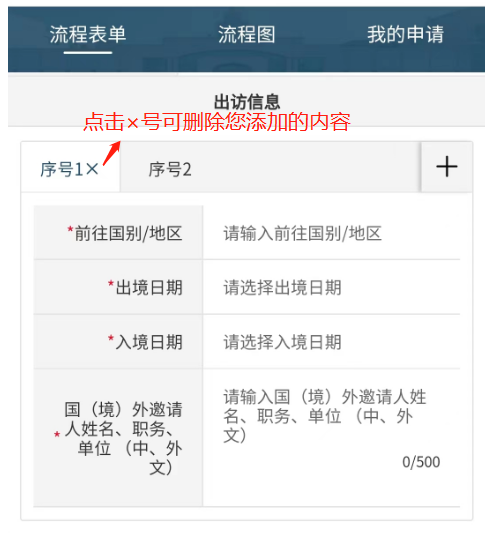 流程表单 流程图 我的申请
出访信息
点击×号可删除您添加的内容
序号1× 序号2 +
*前往国别/地区 请输入前往国别/地区
*出境日期 请选择出境日期
*入境日期 请选择入境日期
国（境）外邀请
*人姓名、职务、
单位 （中、外
文）
请输入国（境）外邀请人姓
名、职务、单位 （中、外
文）
0/500